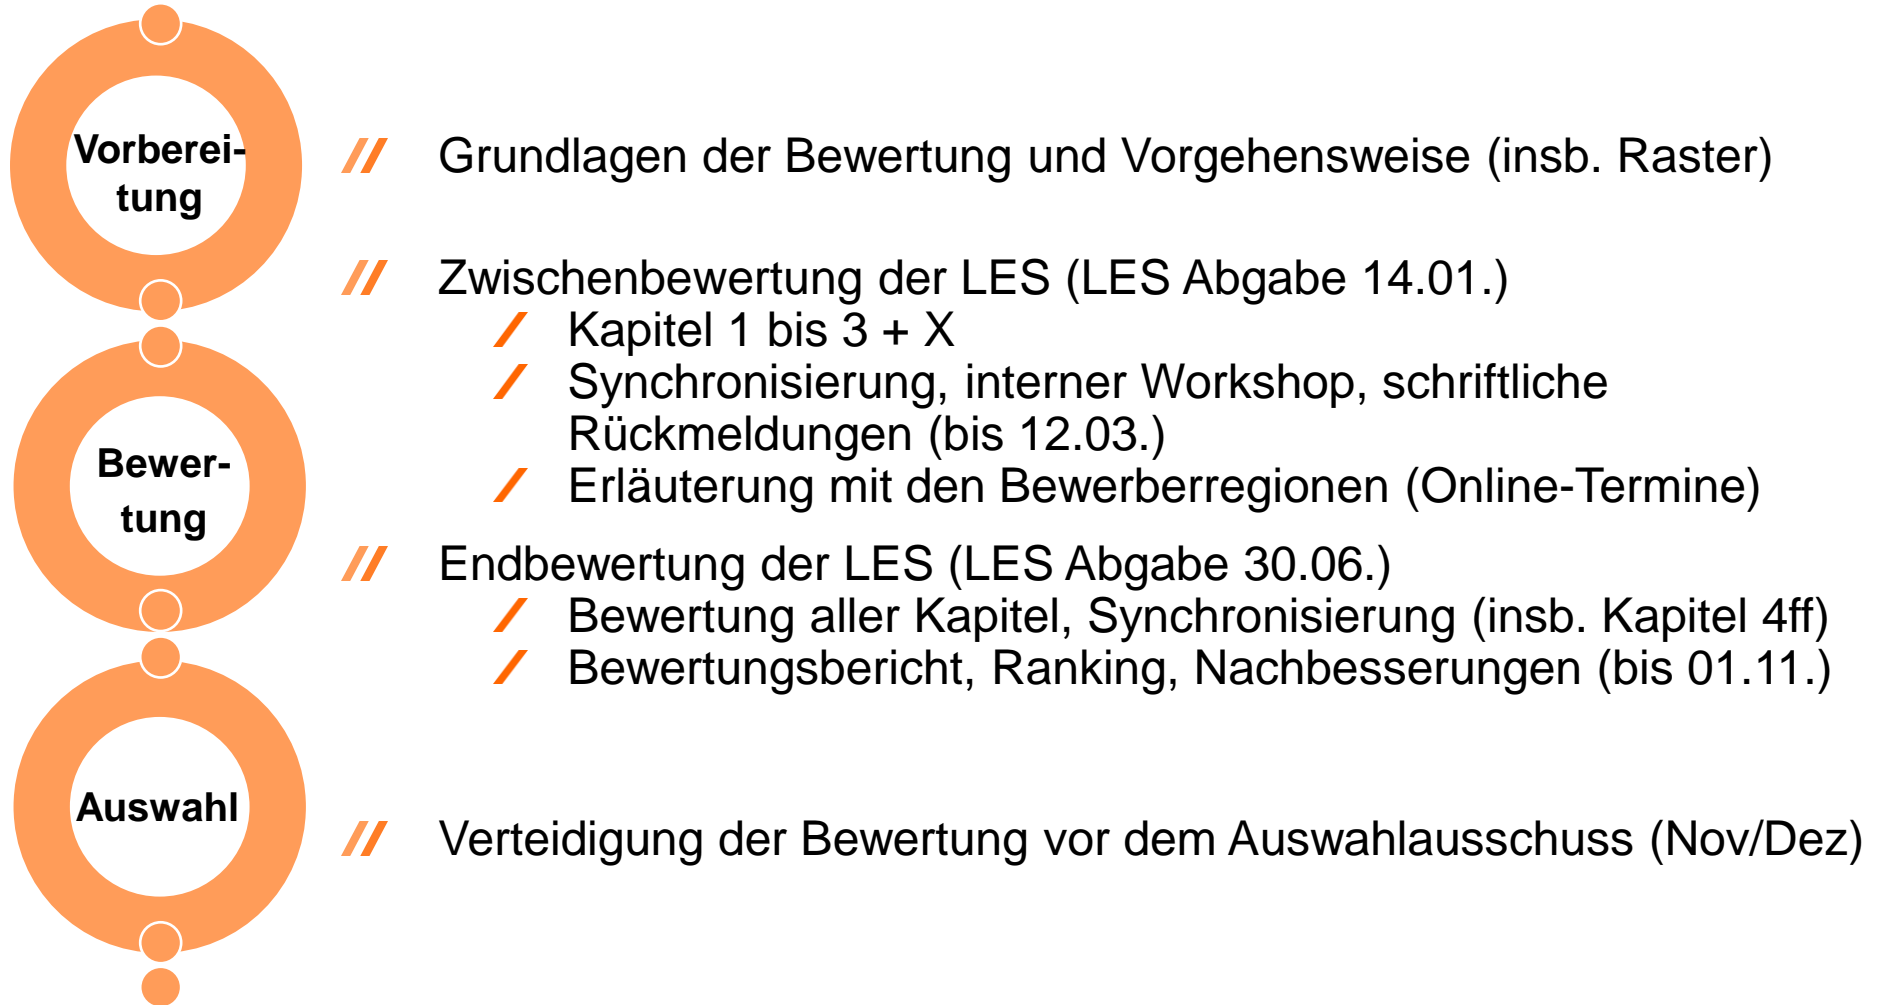 Vorberei-
tung
Grundlagen der Bewertung und Vorgehensweise (insb. Raster)
Zwischenbewertung der LES (LES Abgabe 14.01.)
Kapitel 1 bis 3 + X
Synchronisierung, interner Workshop, schriftliche
Rückmeldungen (bis 12.03.)
Erläuterung mit den Bewerberregionen (Online-Termine)
Bewer-
tung
Endbewertung der LES (LES Abgabe 30.06.)
Bewertung aller Kapitel, Synchronisierung (insb. Kapitel 4ff)
Bewertungsbericht, Ranking, Nachbesserungen (bis 01.11.)
Auswahl
Verteidigung der Bewertung vor dem Auswahlausschuss (Nov/Dez)